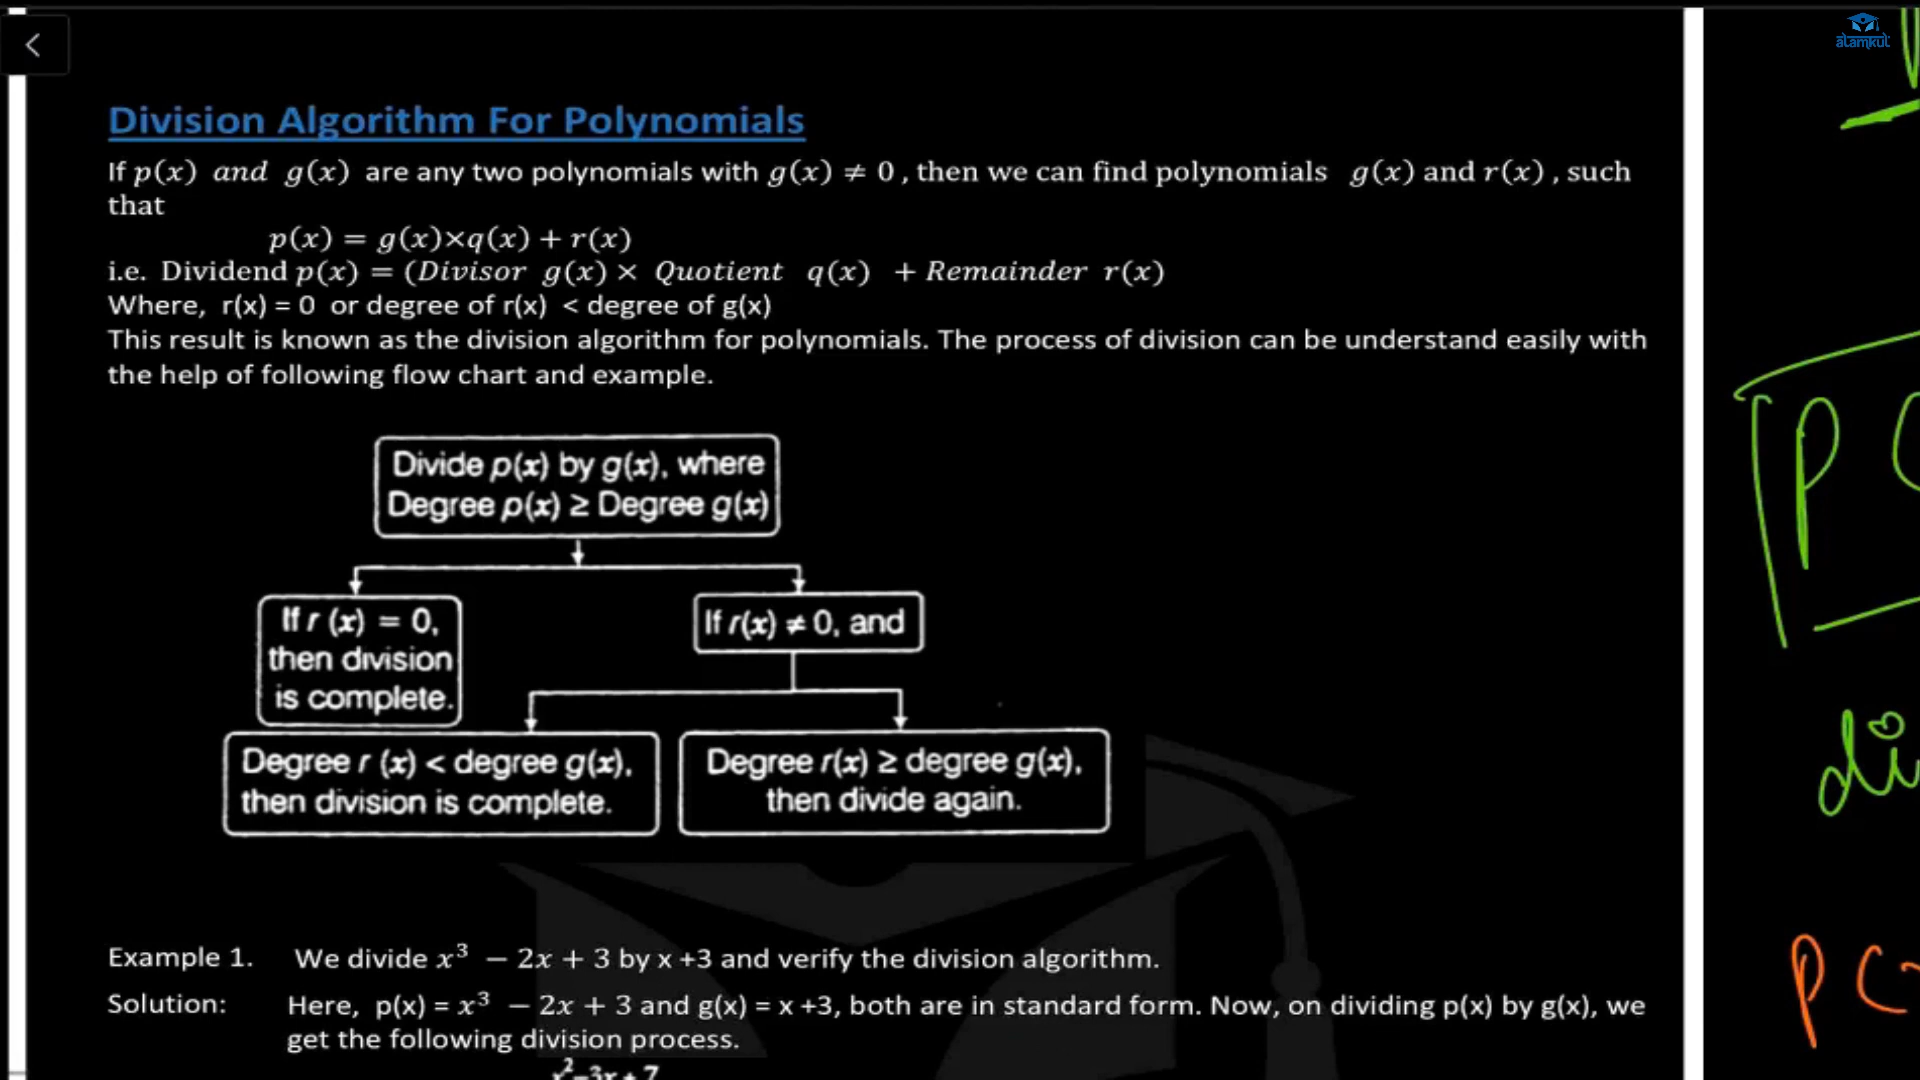 alamkul
Division Algorithm For Polynomials
If p(x) and g(x) are any two polynomials with g(x) ≠ 0 , then we can find polynomials g(x) and r(x) , such
that
p(x) = g(x)×q(x) + r(x)
i.e. Dividend p(x) = (Divisor g(x) × Quotient q(x) + Remainder r(x)
Where, r(x) = 0 or degree of r(x) < degree of g(x)
This result is known as the division algorithm for polynomials. The process of division can be understand easily with
the help of following flow chart and example.
Divide p(x) by g(x), where
Degree p(x) ≥ Degree g(x)
If r (x) = 0,
then division
is complete.
If r(x) ≠ 0, and
Degree r (x) < degree g(x),
then division is complete.
Degree r(x) ≥ degree g(x),
then divide again.
Example 1. We divide x³ − 2x + 3 by x +3 and verify the division algorithm.
Solution: Here, p(x) = x³ − 2x + 3 and g(x) = x +3, both are in standard form. Now, on dividing p(x) by g(x), we
get the following division process.
x²−3x + 7
P (
di
P (